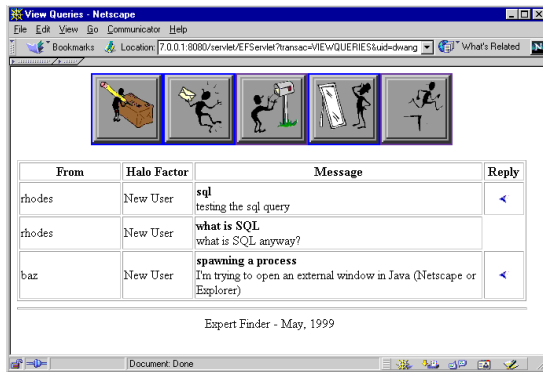 View Queries - Netscape
File Edit View Go Communicator Help
Bookmarks Location: 7.0.0.1:8080/servlet/EFServlet?transac=VIEWQUERIES&uid=dwang What's Related N
From Halo Factor Message Reply
rhodes New User sql
testing the sql query
rhodes New User what is SQL
what is SQL anyway?
baz New User spawning a process
I'm trying to open an external window in Java (Netscape or
Explorer)
Expert Finder - May, 1999
Document: Done